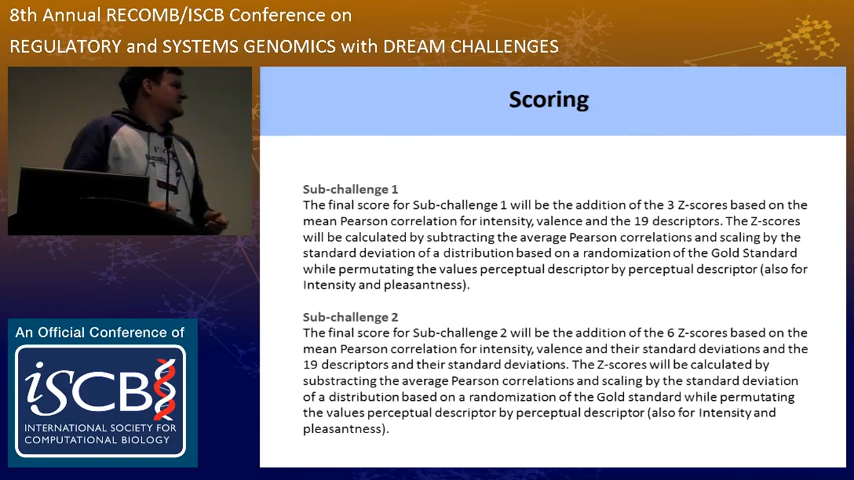 8th Annual RECOMB/ISCB Conference on
REGULATORY and SYSTEMS GENOMICS with DREAM CHALLENGES
Scoring
Sub-challenge 1
The final score for Sub-challenge 1 will be the addition of the 3 Z-scores based on the
mean Pearson correlation for intensity, valence and the 19 descriptors. The Z-scores
will be calculated by subtracting the average Pearson correlations and scaling by the
standard deviation of a distribution based on a randomization of the Gold Standard
while permutating the values perceptual descriptor by perceptual descriptor (also for
Intensity and pleasantness).
Sub-challenge 2
The final score for Sub-challenge 2 will be the addition of the 6 Z-scores based on the
mean Pearson correlation for intensity, valence and their standard deviations and the
19 descriptors and their standard deviations. The Z-scores will be calculated by
substracting the average Pearson correlations and scaling by the standard deviation
of a distribution based on a randomization of the Gold standard while permutating
the values perceptual descriptor by perceptual descriptor (also for Intensity and
pleasantness).
An Official Conference of
iSCB
INTERNATIONAL SOCIETY FOR
COMPUTATIONAL BIOLOGY